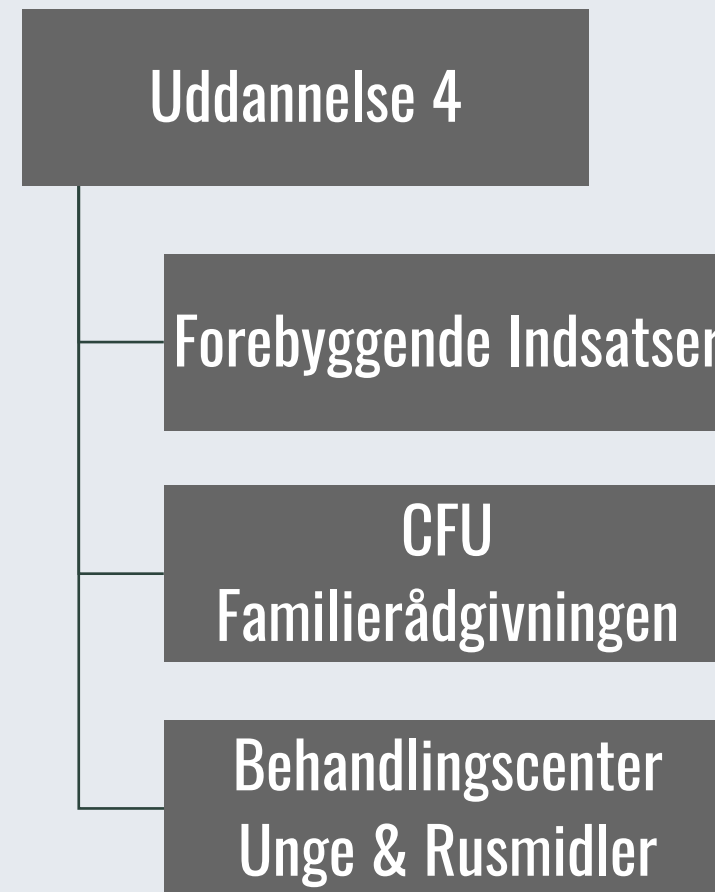 Uddannelse 4
Forebyggende Indsatser
CFU
Familierådgivningen
Behandlingscenter
Unge & Rusmidler